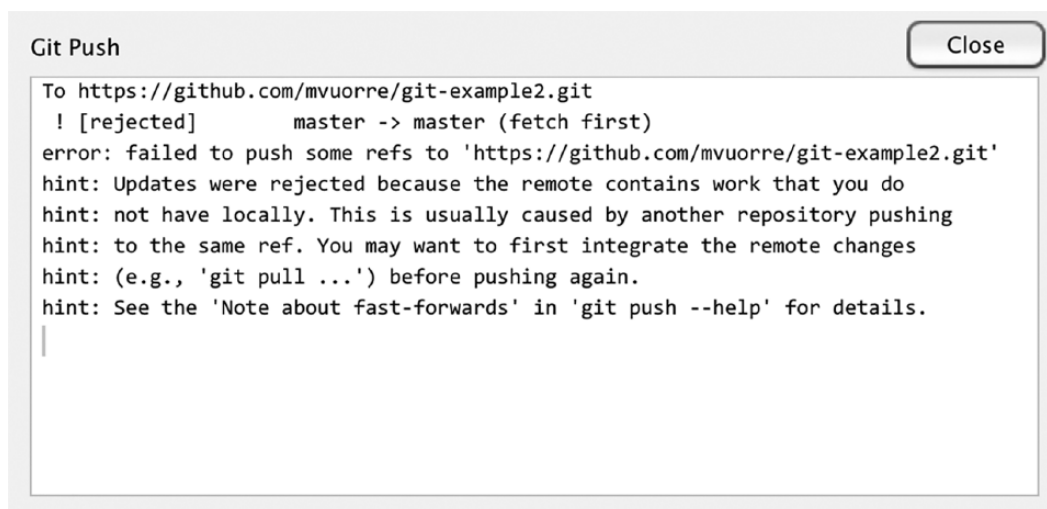 Git Push
Close
To https://github.com/mvuorre/git-example2.git
! [rejected]        master -> master (fetch first)
error: failed to push some refs to 'https://github.com/mvuorre/git-example2.git'
hint: Updates were rejected because the remote contains work that you do
hint: not have locally. This is usually caused by another repository pushing
hint: to the same ref. You may want to first integrate the remote changes
hint: (e.g., 'git pull ...') before pushing again.
hint: See the 'Note about fast-forwards' in 'git push --help' for details.